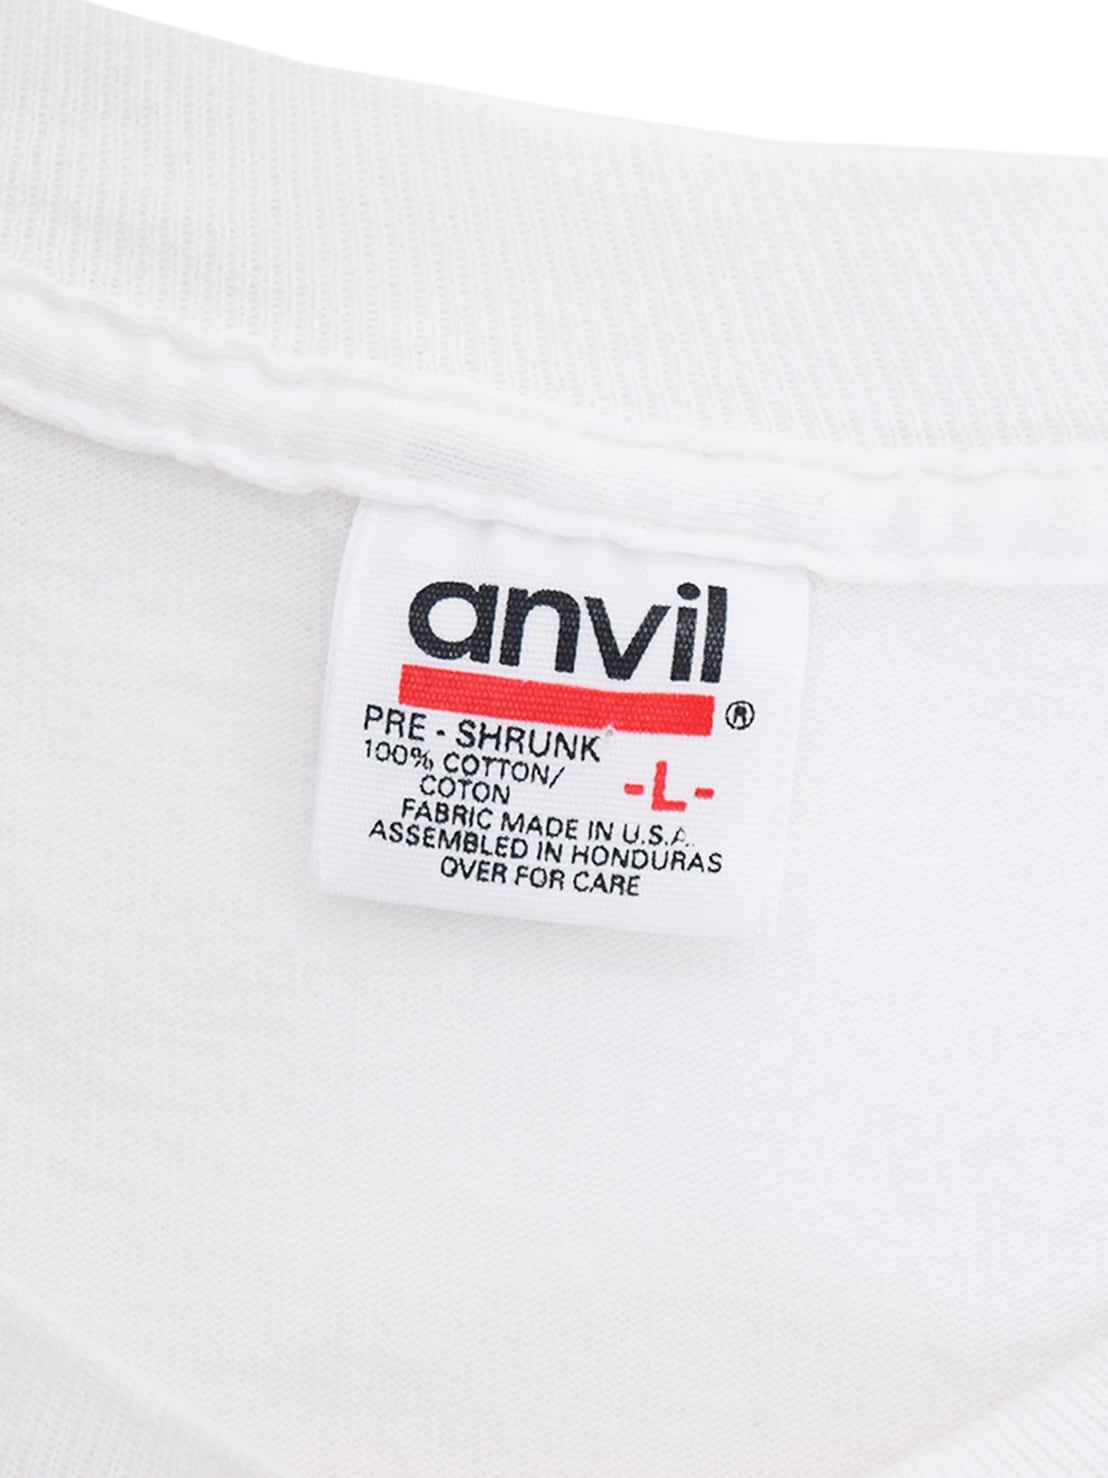 anvil
®
PRE - SHRUNK
100% COTTON/
COTON
-L-
FABRIC MADE IN U.S.A.
ASSEMBLED IN HONDURAS
OVER FOR CARE